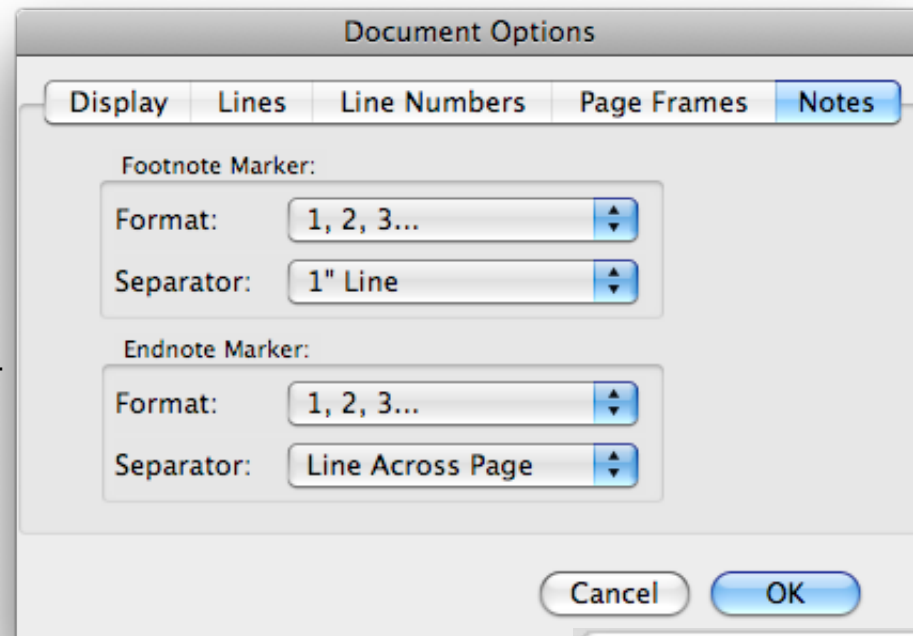 Document Options
Display Lines Line Numbers Page Frames Notes
Footnote Marker:
Format: 1, 2, 3...
Separator: 1" Line
Endnote Marker:
Format: 1, 2, 3...
Separator: Line Across Page
Cancel OK